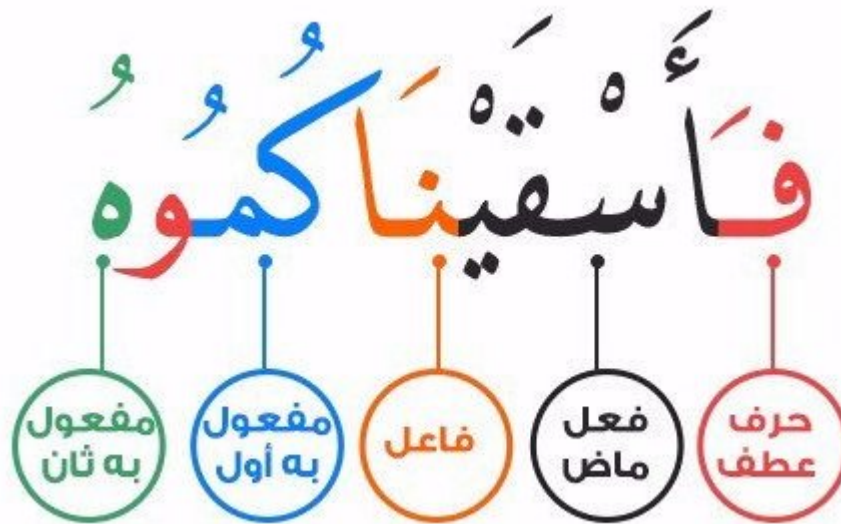 فَأَسْقَيْنَاكُمُوهُ
حرف عطف
فعل ماض
فاعل
مفعول به أول
مفعول به ثان